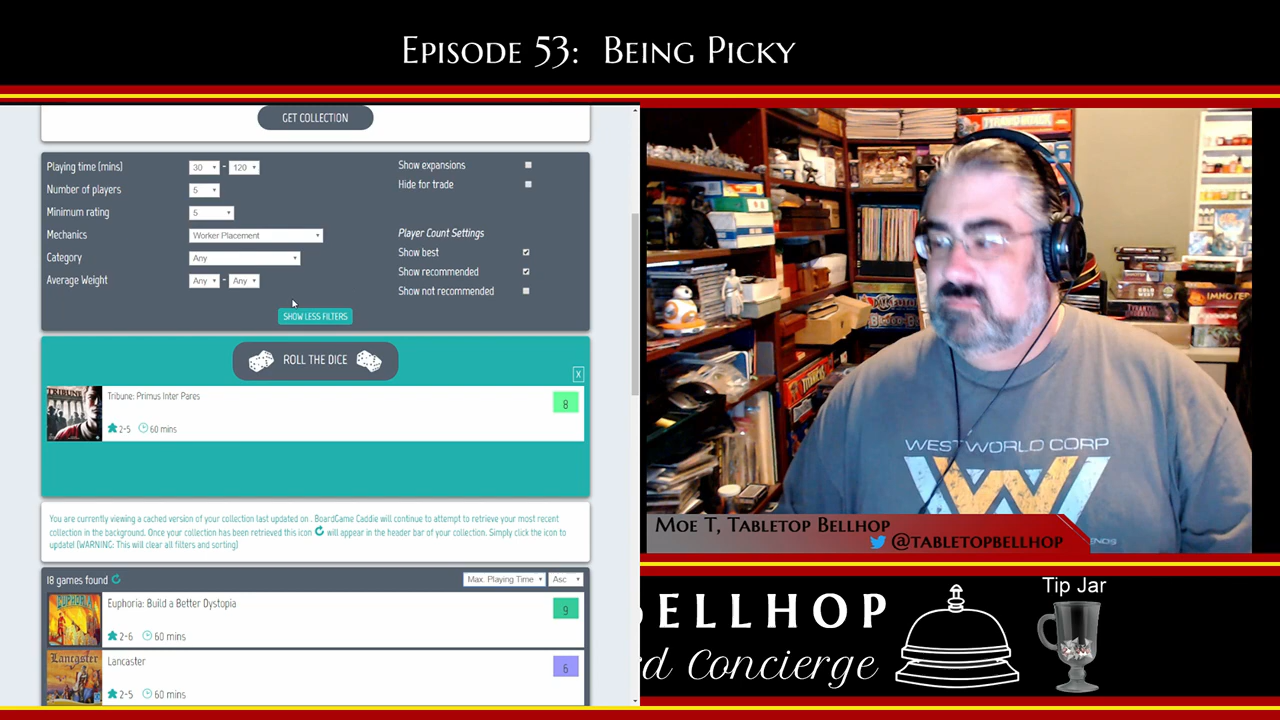 Episode 53: Being Picky
GET COLLECTION
Playing time (mins) 30 - 120
Number of players 5
Minimum rating 5
Mechanics Worker Placement
Category Any
Average Weight Any - Any
Show expansions
Hide for trade
Player Count Settings
Show best
Show recommended
Show not recommended
SHOW LESS FILTERS
ROLL THE DICE
X
TRIBUNE
Tribune: Primus Inter Pares
8
2-5 60 mins
You are currently viewing a cached version of your collection last updated on . BoardGame Caddie will continue to attempt to retrieve your most recent
collection in the background. Once your collection has been retrieved this icon will appear in the header bar of your collection. Simply click the icon to
update! (WARNING: This will clear all filters and sorting)
18 games found
Max. Playing Time Asc
EUPHORIA
Euphoria: Build a Better Dystopia
9
2-6 60 mins
Lancaster
Lancaster
6
2-5 60 mins
IMHOTEP
WESTWORLD CORP
Moe T, Tabletop Bellhop
@tabletopbellhop
ENDS
BELLHOP
rd Concierge
Tip Jar